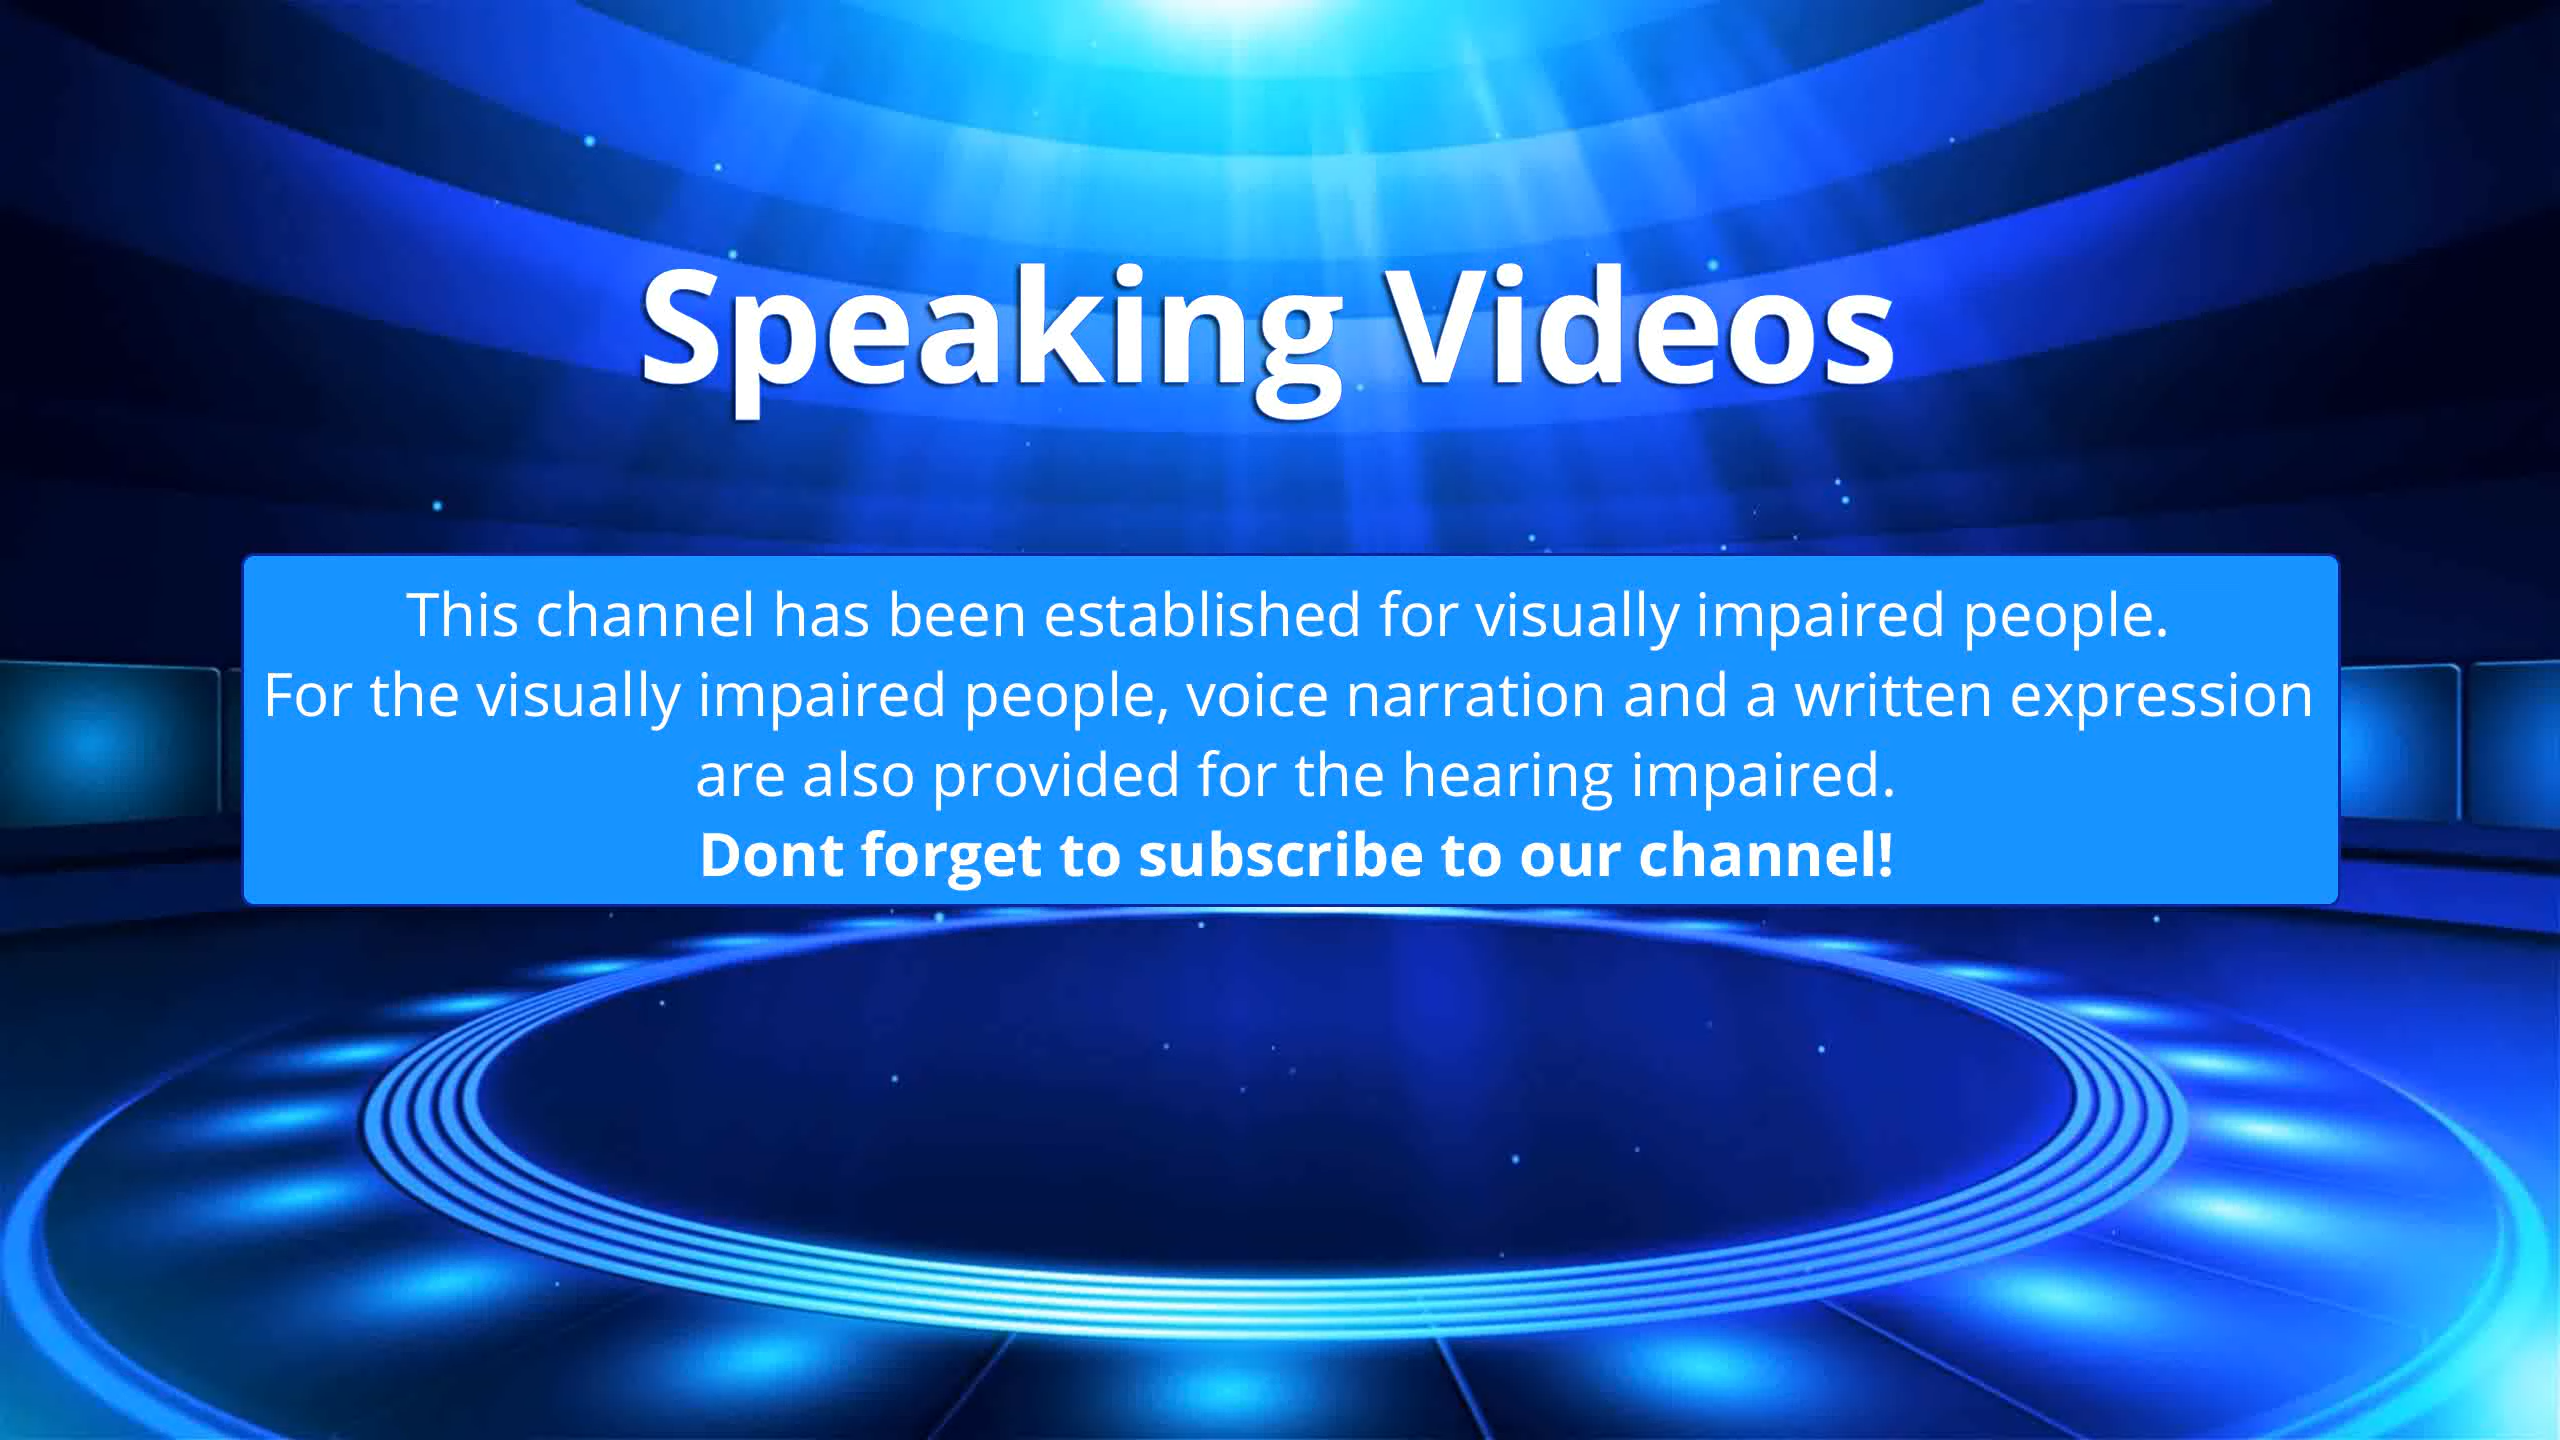 Speaking Videos
This channel has been established for visually impaired people.
For the visually impaired people, voice narration and a written expression
are also provided for the hearing impaired.
Dont forget to subscribe to our channel!